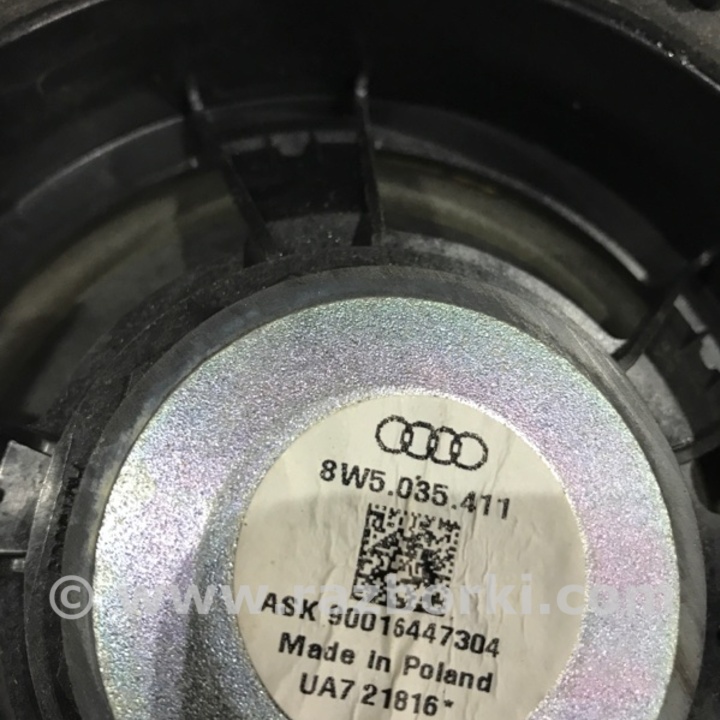 8W5.035.411
ASK 90016447304
© www.razborki.com
Made in Poland
UA7 21816*